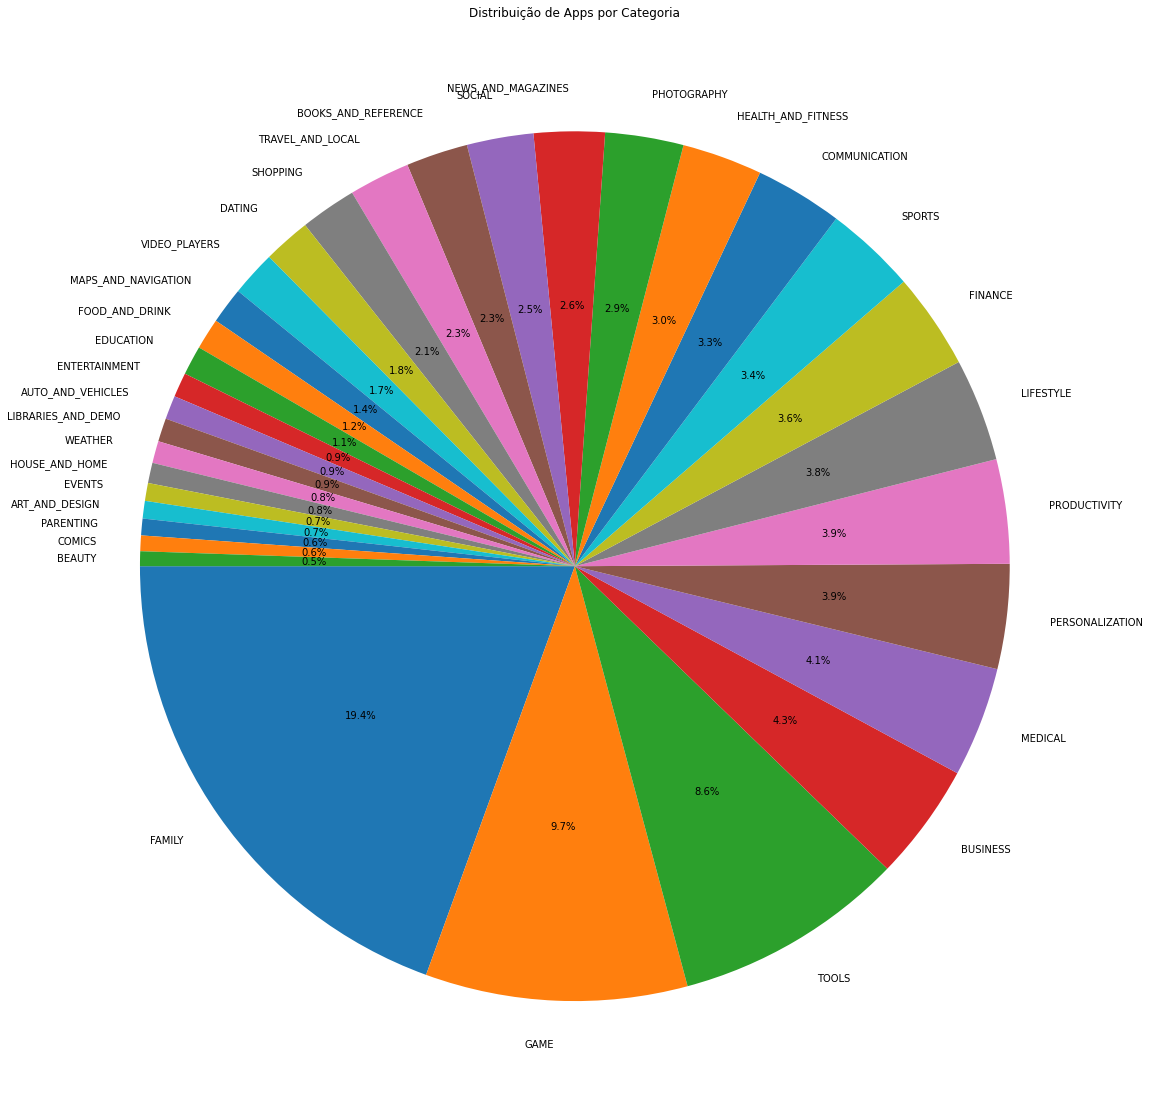 Distribuição de Apps por Categoria
NEWS_AND_MAGAZINES
SOCIAL
PHOTOGRAPHY
BOOKS_AND_REFERENCE
HEALTH_AND_FITNESS
TRAVEL_AND_LOCAL
COMMUNICATION
SHOPPING
DATING
SPORTS
VIDEO_PLAYERS
MAPS_AND_NAVIGATION
FINANCE
FOOD_AND_DRINK
EDUCATION
ENTERTAINMENT
AUTO_AND_VEHICLES
LIFESTYLE
LIBRARIES_AND_DEMO
WEATHER
HOUSE_AND_HOME
EVENTS
ART_AND_DESIGN
PRODUCTIVITY
PARENTING
COMICS
BEAUTY
PERSONALIZATION
MEDICAL
FAMILY
BUSINESS
TOOLS
GAME
2.6%
2.9%
2.5%
2.3%
3.0%
2.3%
3.3%
2.1%
1.8%
3.4%
1.7%
1.4%
3.6%
1.2%
1.1%
0.9%
0.9%
3.8%
0.9%
0.8%
0.8%
0.7%
0.7%
3.9%
0.6%
0.6%
0.5%
3.9%
4.1%
19.4%
4.3%
8.6%
9.7%